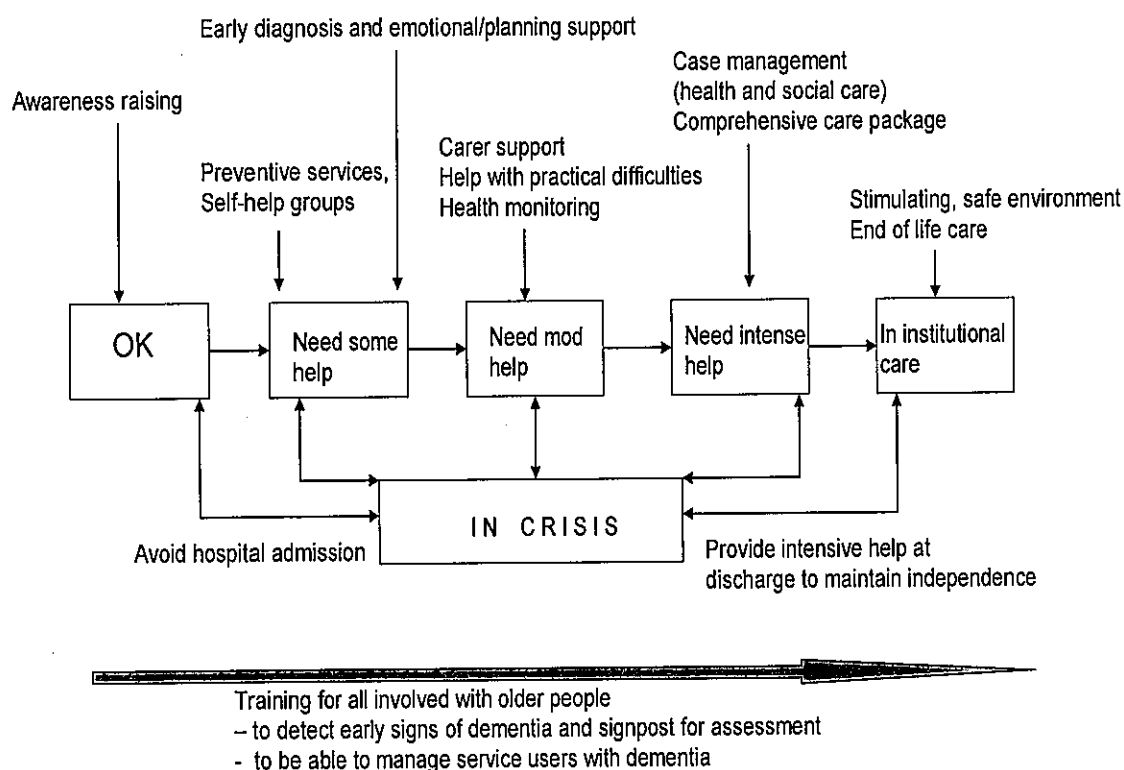 Early diagnosis and emotional/planning support
Awareness raising
Case management
(health and social care)
Comprehensive care package
Preventive services,
Self-help groups
Carer support
Help with practical difficulties
Health monitoring
Stimulating, safe environment
End of life care
OK
Need some
help
Need mod
help
Need intense
help
In institutional
care
IN CRISIS
Avoid hospital admission
Provide intensive help at
discharge to maintain independence
Training for all involved with older people
– to detect early signs of dementia and signpost for assessment
- to be able to manage service users with dementia